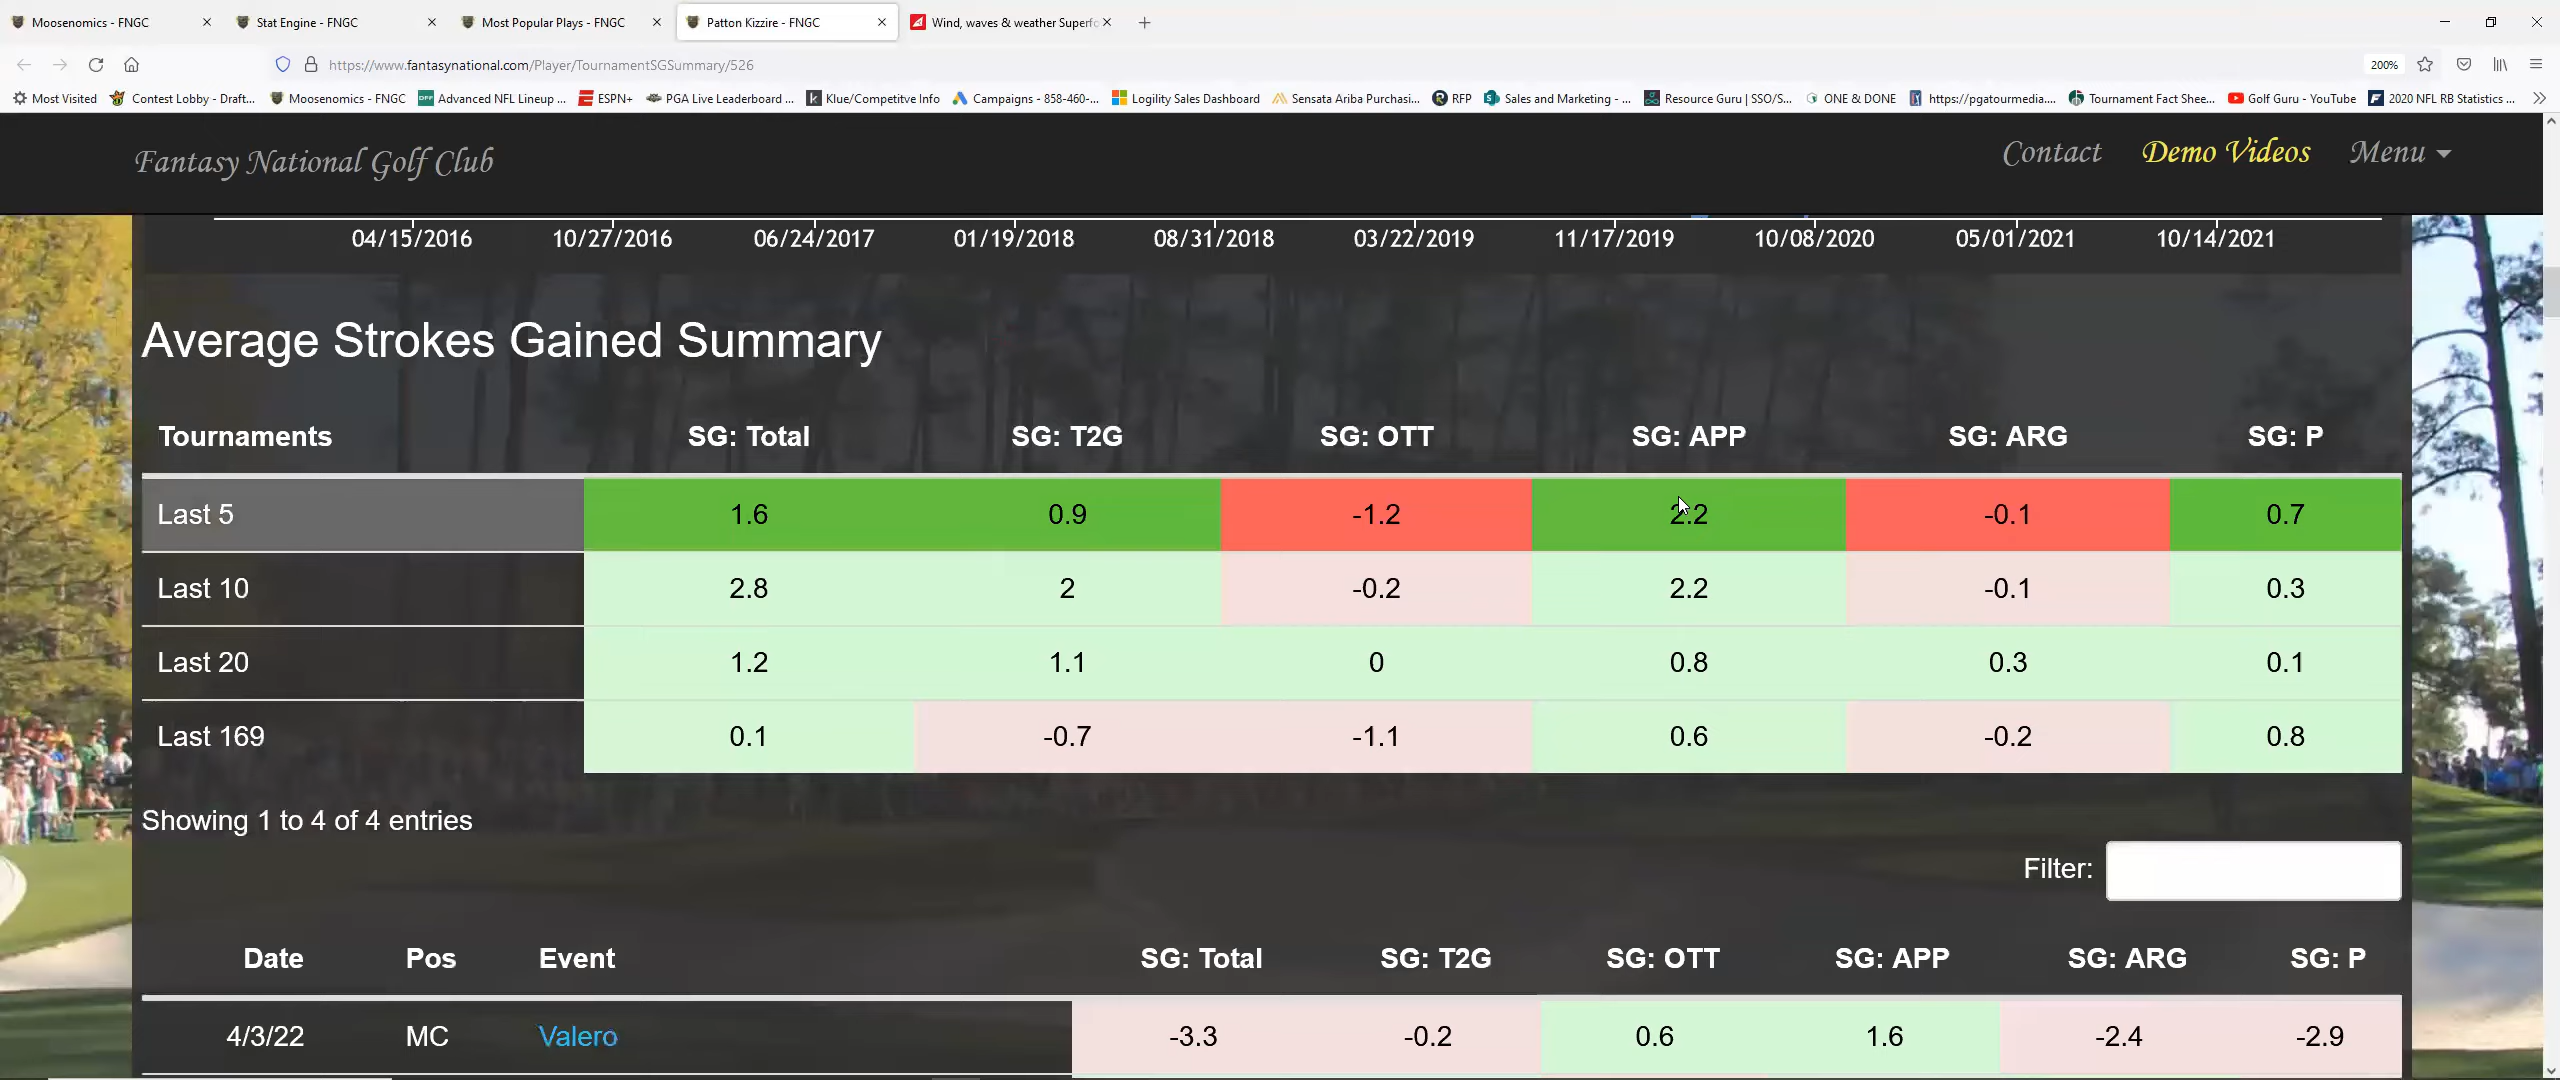 Moosenomics - FNGC
Stat Engine - FNGC
Most Popular Plays - FNGC
Patton Kizzire - FNGC
Wind, waves & weather Superfo
https://www.fantasynational.com/Player/TournamentSGSummary/526
200%
Most Visited
Contest Lobby - Draft...
Moosenomics - FNGC
Advanced NFL Lineup ...
ESPN+
PGA Live Leaderboard ...
Klue/Competitve Info
Campaigns - 858-460-...
Logility Sales Dashboard
Sensata Ariba Purchasi...
RFP
Sales and Marketing - ...
Resource Guru | SSO/S...
ONE & DONE
https://pgatourmedia....
Tournament Fact Shee...
Golf Guru - YouTube
2020 NFL RB Statistics ...
Fantasy National Golf Club
Contact Demo Videos Menu
04/15/2016 10/27/2016 06/24/2017 01/19/2018 08/31/2018 03/22/2019 11/17/2019 10/08/2020 05/01/2021 10/14/2021
Average Strokes Gained Summary
Tournaments SG: Total SG: T2G SG: OTT SG: APP SG: ARG SG: P
Last 5 1.6 0.9 -1.2 2.2 -0.1 0.7
Last 10 2.8 2 -0.2 2.2 -0.1 0.3
Last 20 1.2 1.1 0 0.8 0.3 0.1
Last 169 0.1 -0.7 -1.1 0.6 -0.2 0.8
Showing 1 to 4 of 4 entries
Filter:
Date Pos Event SG: Total SG: T2G SG: OTT SG: APP SG: ARG SG: P
4/3/22 MC Valero -3.3 -0.2 0.6 1.6 -2.4 -2.9